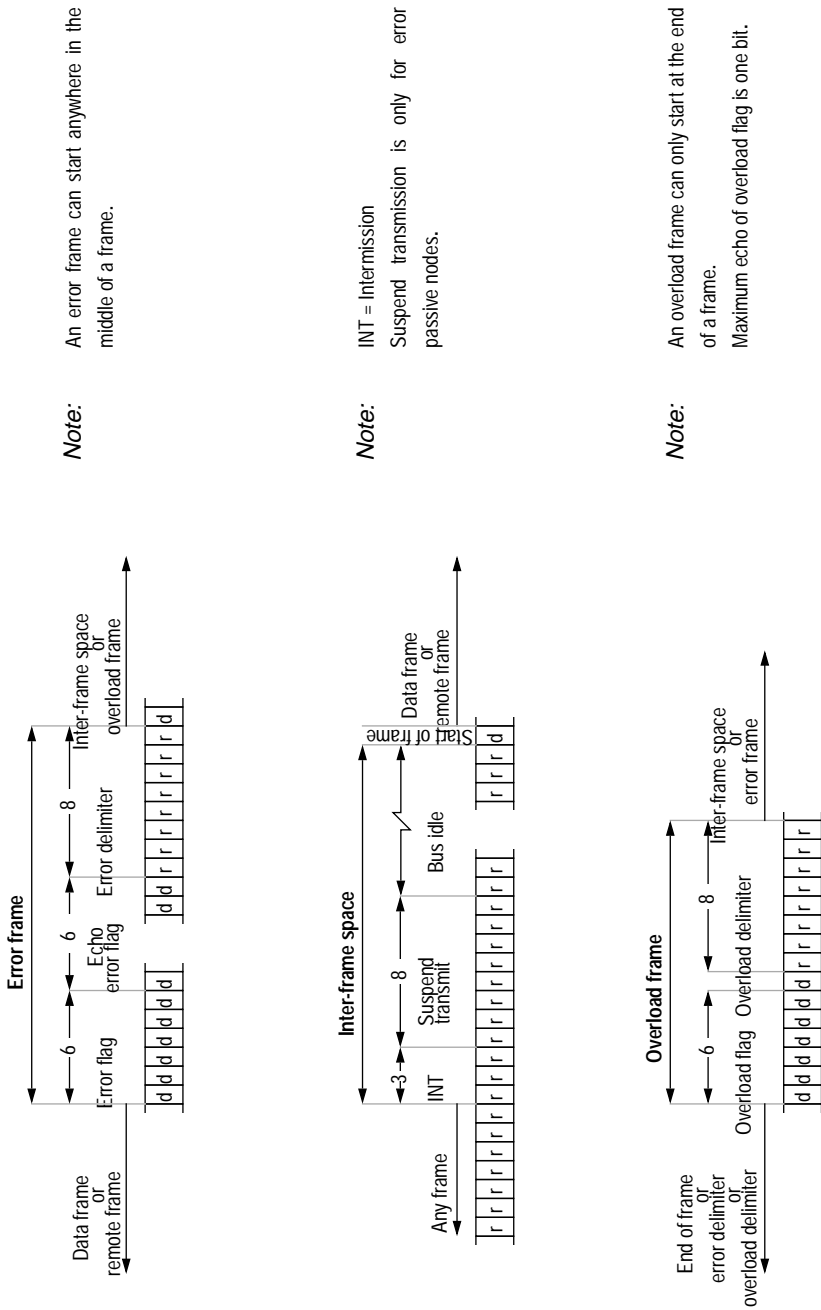 Error frame
6
6
8
Data frame
or
remote frame
Error flag
Echo
error flag
Error delimiter
Inter-frame space
or
overload frame
d d d d d d d
d d r r r r r r r r d
Note:
An error frame can start anywhere in the
middle of a frame.
Inter-frame space
3
8
Any frame
INT
Suspend
transmit
Bus idle
Start of frame
Data frame
or
remote frame
r r r r r r r r r r r r r r r r r r r r
r r r d
Note:
INT = Intermission
Suspend transmission is only for error
passive nodes.
Overload frame
6
8
End of frame
or
error delimiter
or
overload delimiter
Overload flag
Overload delimiter
Inter-frame space
or
error frame
d d d d d d d r r r r r r r r
Note:
An overload frame can only start at the end
of a frame.
Maximum echo of overload flag is one bit.